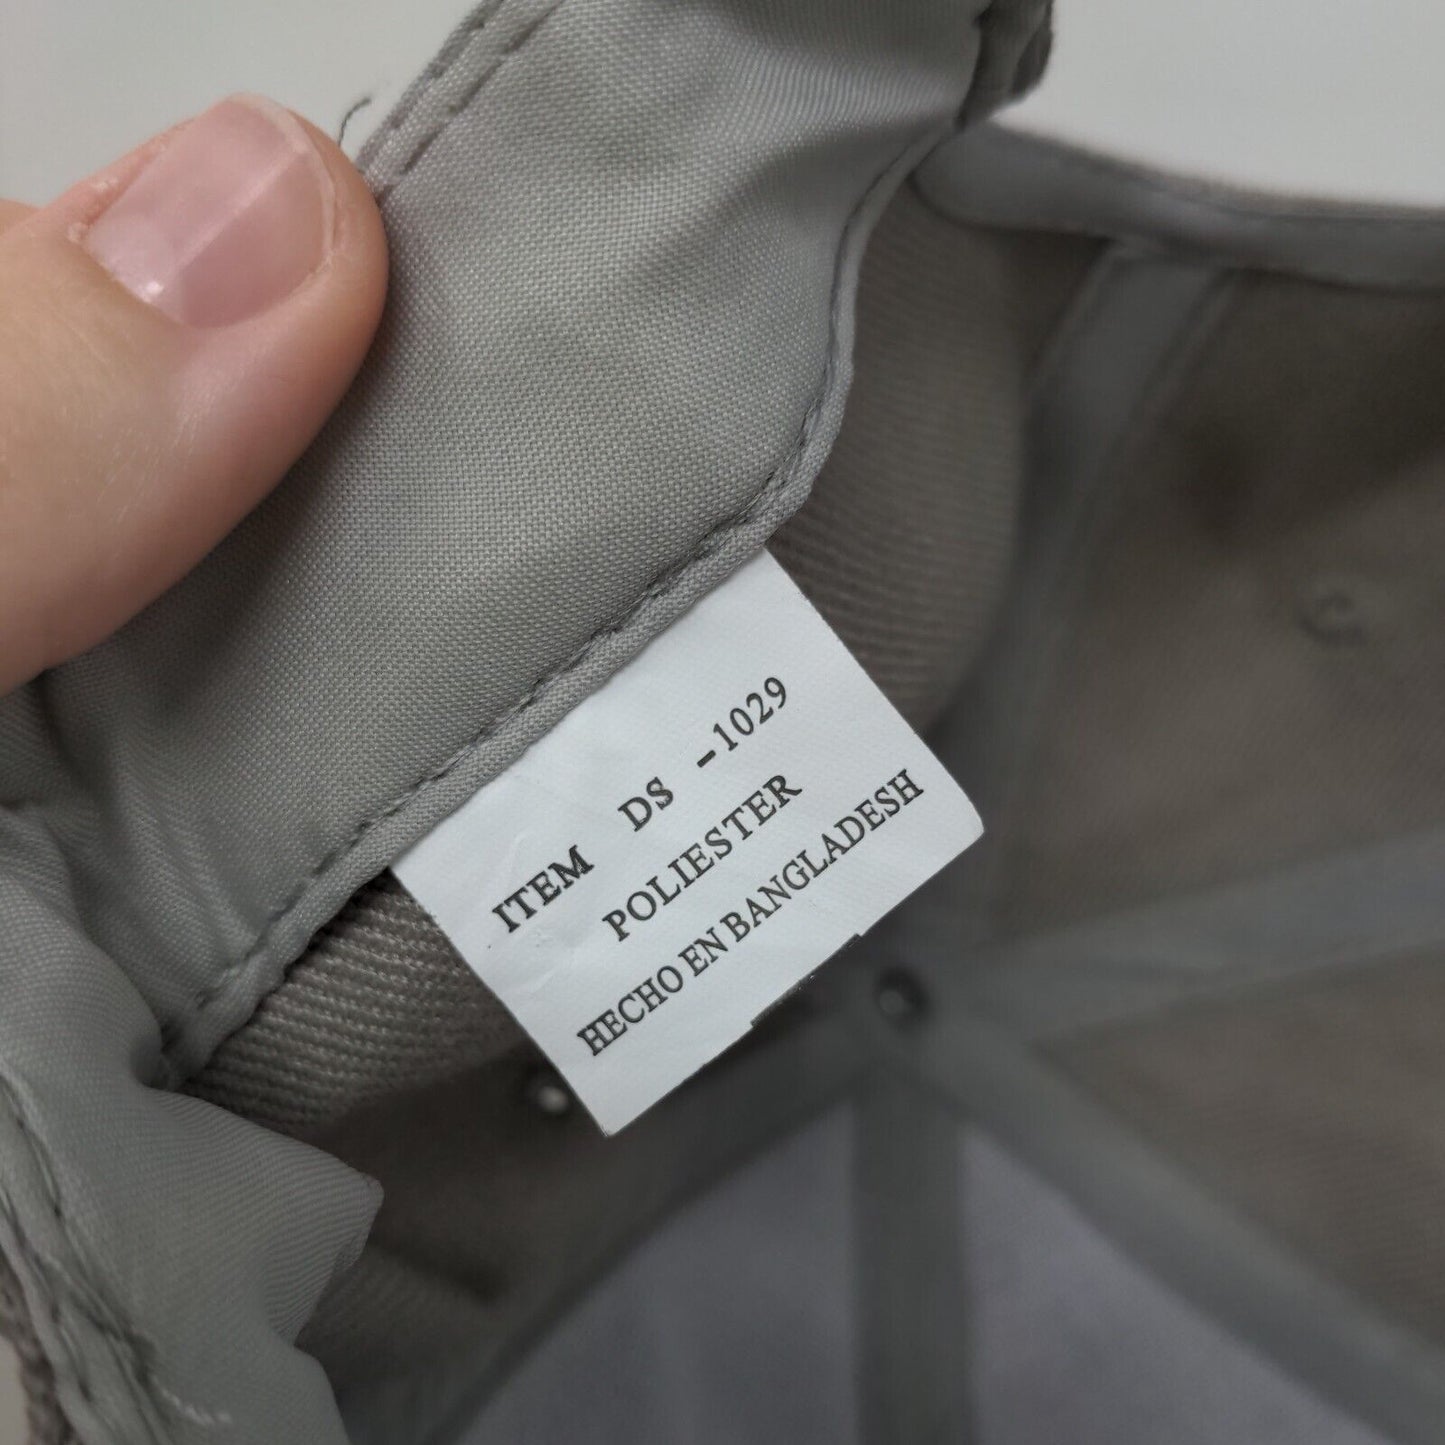 ITEM DS -1029
POLIESTER
HECHO EN BANGLADESH